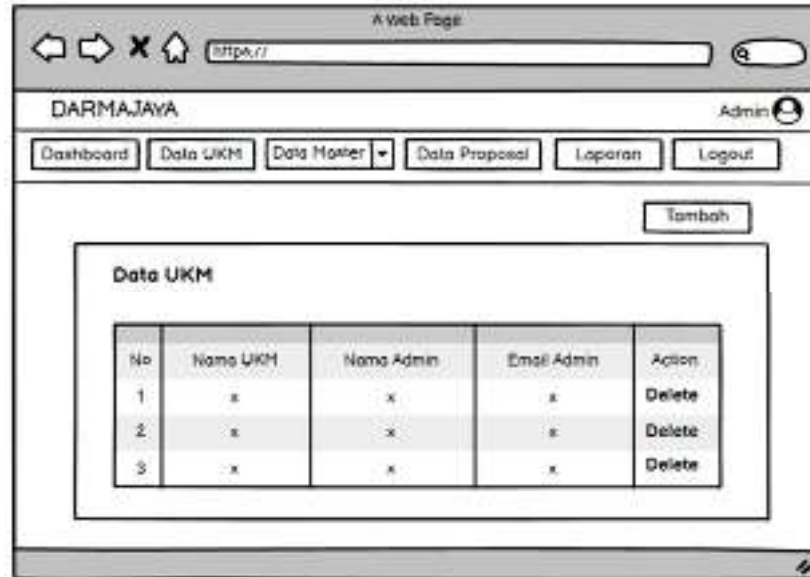 A Web Page
https://
DARMAJAYA
Admin
Dashboard Data UKM Data Master Data Proposal Laporan Logout
Tambah
Data UKM
No Nama UKM Nama Admin Email Admin Action
1 x x x Delete
2 x x x Delete
3 x x x Delete